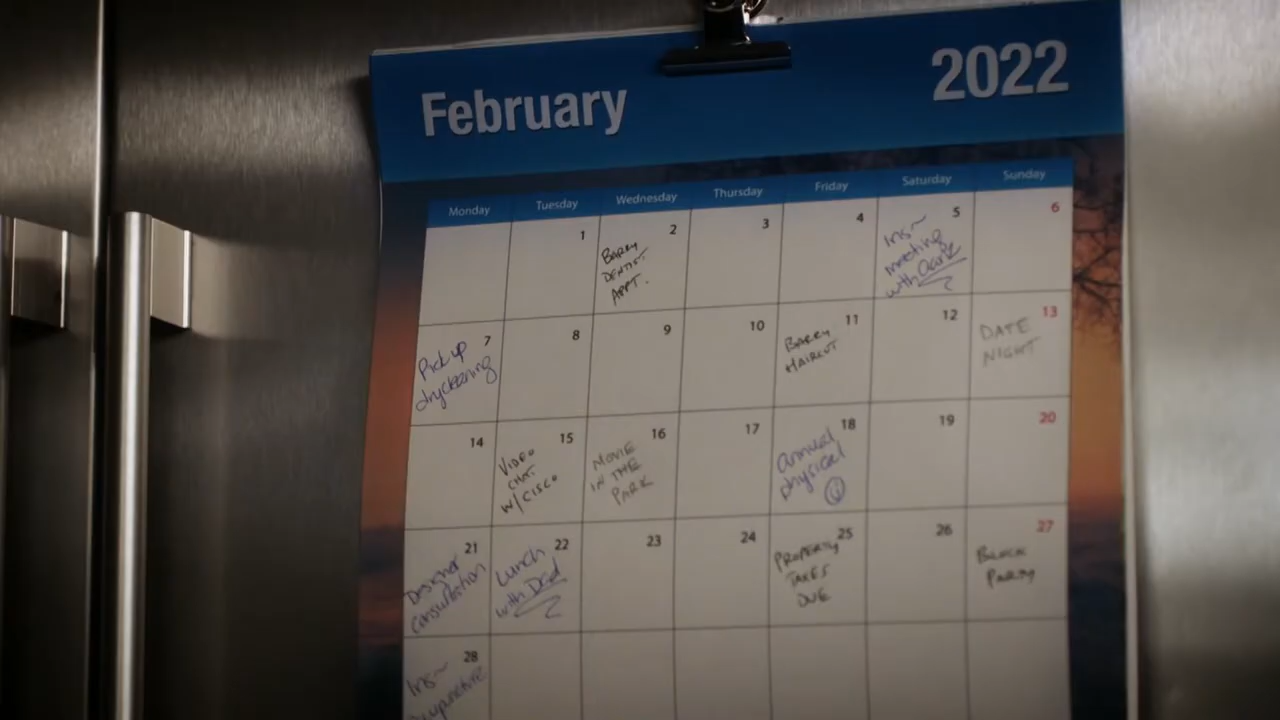 February 2022
Monday Tuesday Wednesday Thursday Friday Saturday Sunday
1 2 3 4 5 6
BARRY
DENTIST
APPT.
Iris~
meeting
with Clark
7 8 9 10 11 12 13
Pick up
drycleaning
BARRY
HAIRCUT
DATE
NIGHT
14 15 16 17 18 19 20
VIDEO
CHAT
W/CISCO
MOVIE
IN THE
PARK
annual
physical
21 22 23 24 25 26 27
Designer
consultation
Lunch
with Dad
PROPERTY
TAXES
DUE
BLOCK
PARTY
28
Iris~